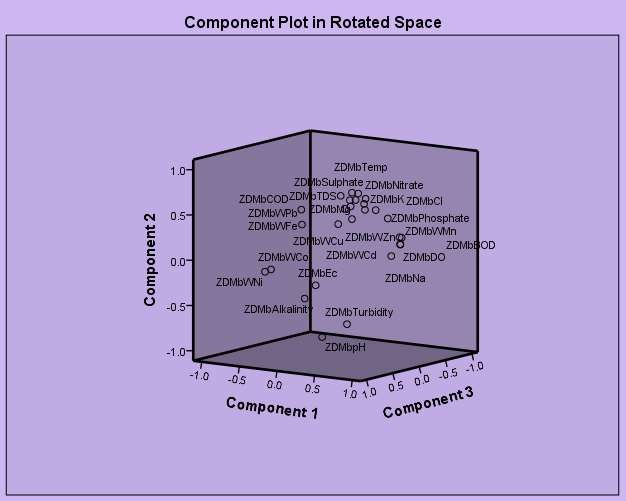 Component Plot in Rotated Space
ZDMbTemp
ZDMbSulphate
ZDMbNitrate
ZDMbCOD
ZDMbTDS
ZDMbK
ZDMbCl
ZDMbWPb
ZDMbMg
ZDMbPhosphate
ZDMbWFe
ZDMbWMn
ZDMbWCu
ZDMbWZn
ZDMbBOD
ZDMbWCo
ZDMbWCd
ZDMbDO
ZDMbEc
ZDMbNa
ZDMbWNi
ZDMbAlkalinity
ZDMbTurbidity
ZDMbpH
Component 2
1.0
0.5
0.0
-0.5
-1.0
-1.0
-0.5
0.0
0.5
1.0
Component 1
1.0
0.5
0.0
-0.5
-1.0
Component 3